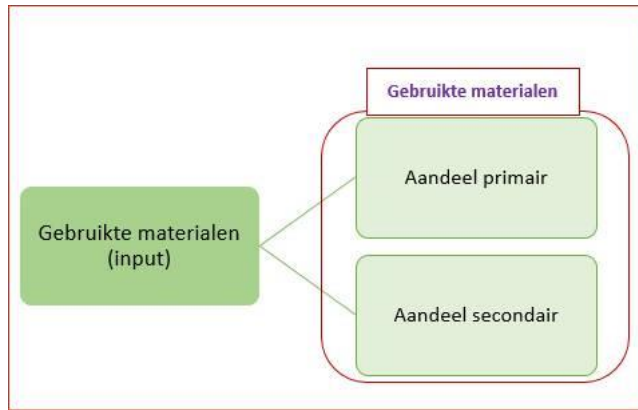 Gebruikte materialen
Aandeel primair
Gebruikte materialen
(input)
Aandeel secondair